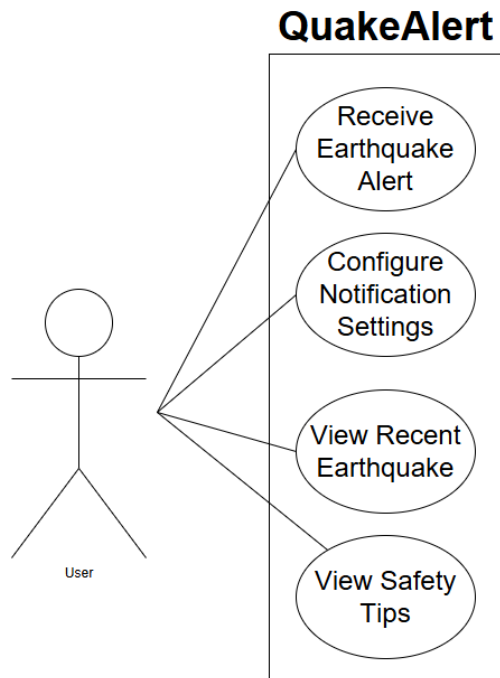 QuakeAlert
Receive
Earthquake
Alert
Configure
Notification
Settings
View Recent
Earthquake
View Safety
Tips
User